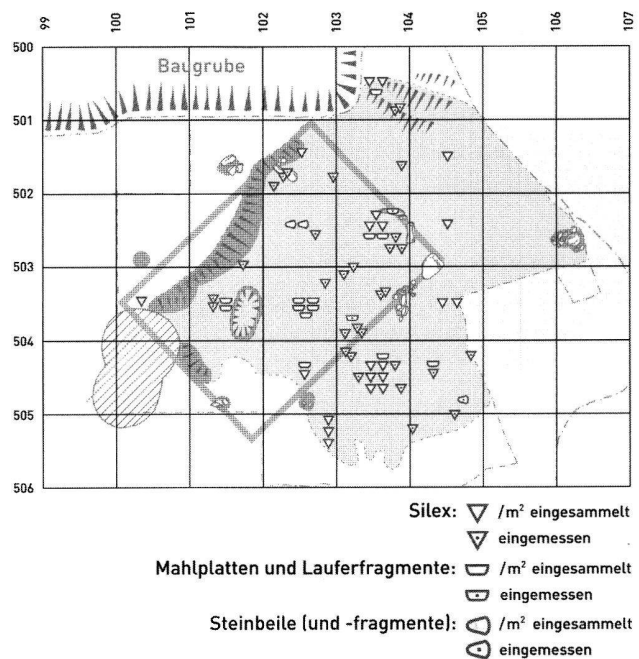 99 100 101 102 103 104 105 106 107
500
Baugrube
501
502
503
504
505
506
Silex: /m² eingesammelt
eingemessen
Mahlplatten und Lauferfragmente: /m² eingesammelt
eingemessen
Steinbeile (und -fragmente): /m² eingesammelt
eingemessen